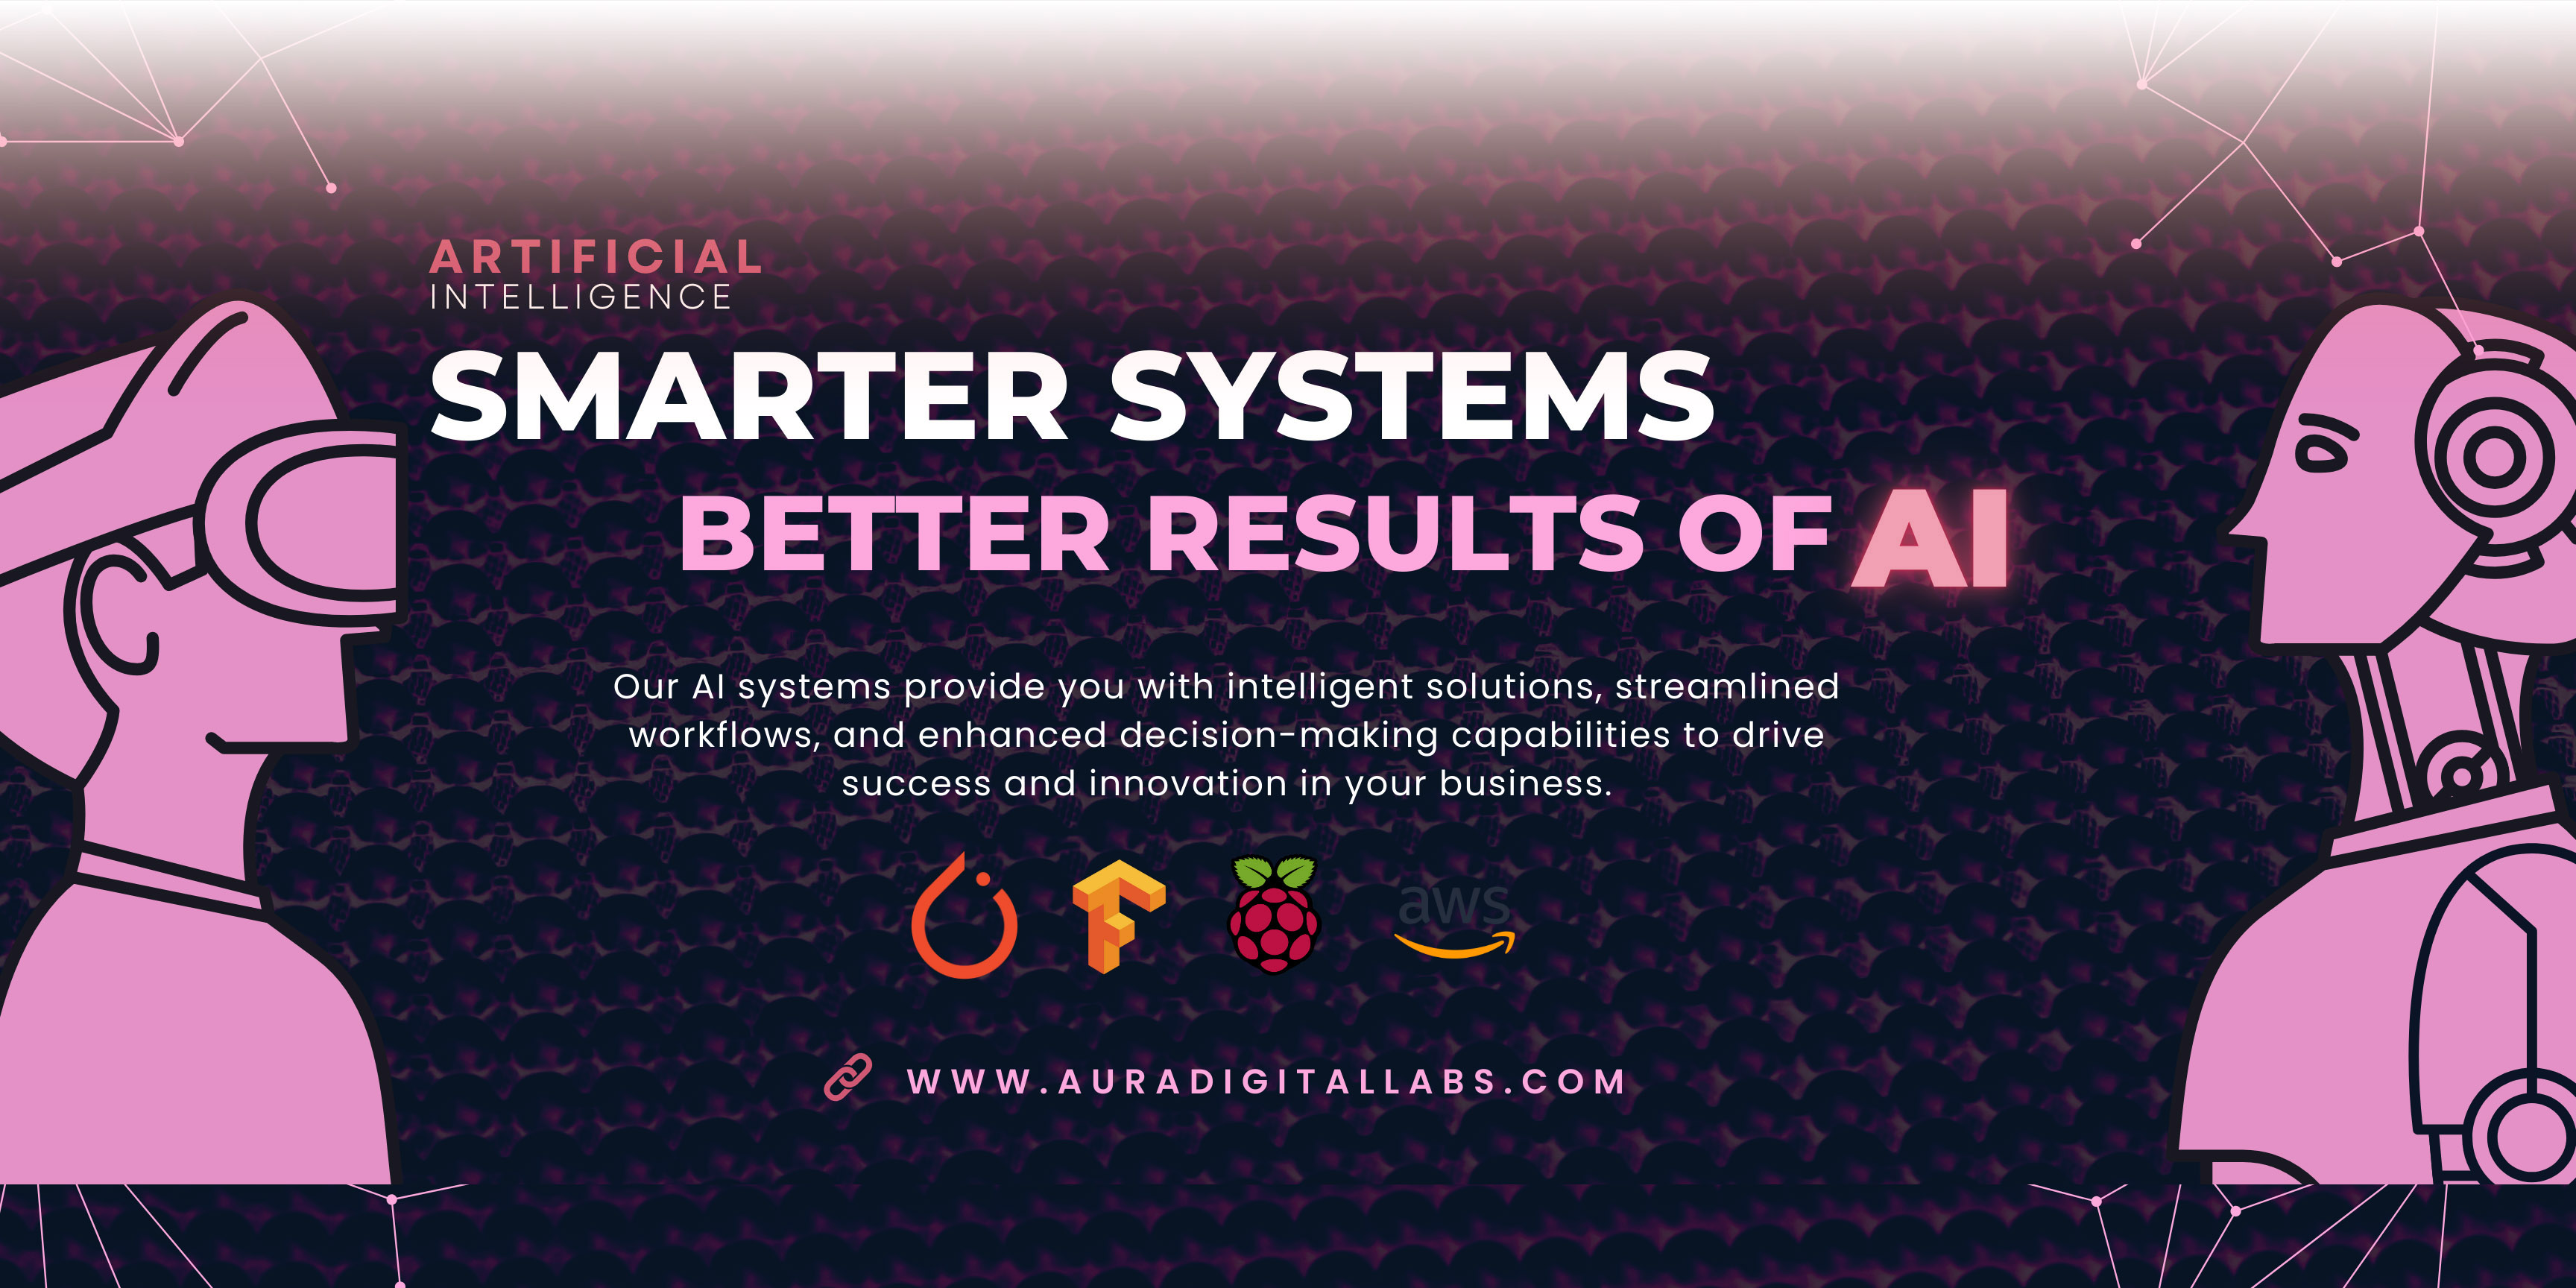 ARTIFICIAL
INTELLIGENCE
SMARTER SYSTEMS
BETTER RESULTS OF AI
Our AI systems provide you with intelligent solutions, streamlined
workflows, and enhanced decision-making capabilities to drive
success and innovation in your business.
aws
WWW.AURADIGITALLABS.COM